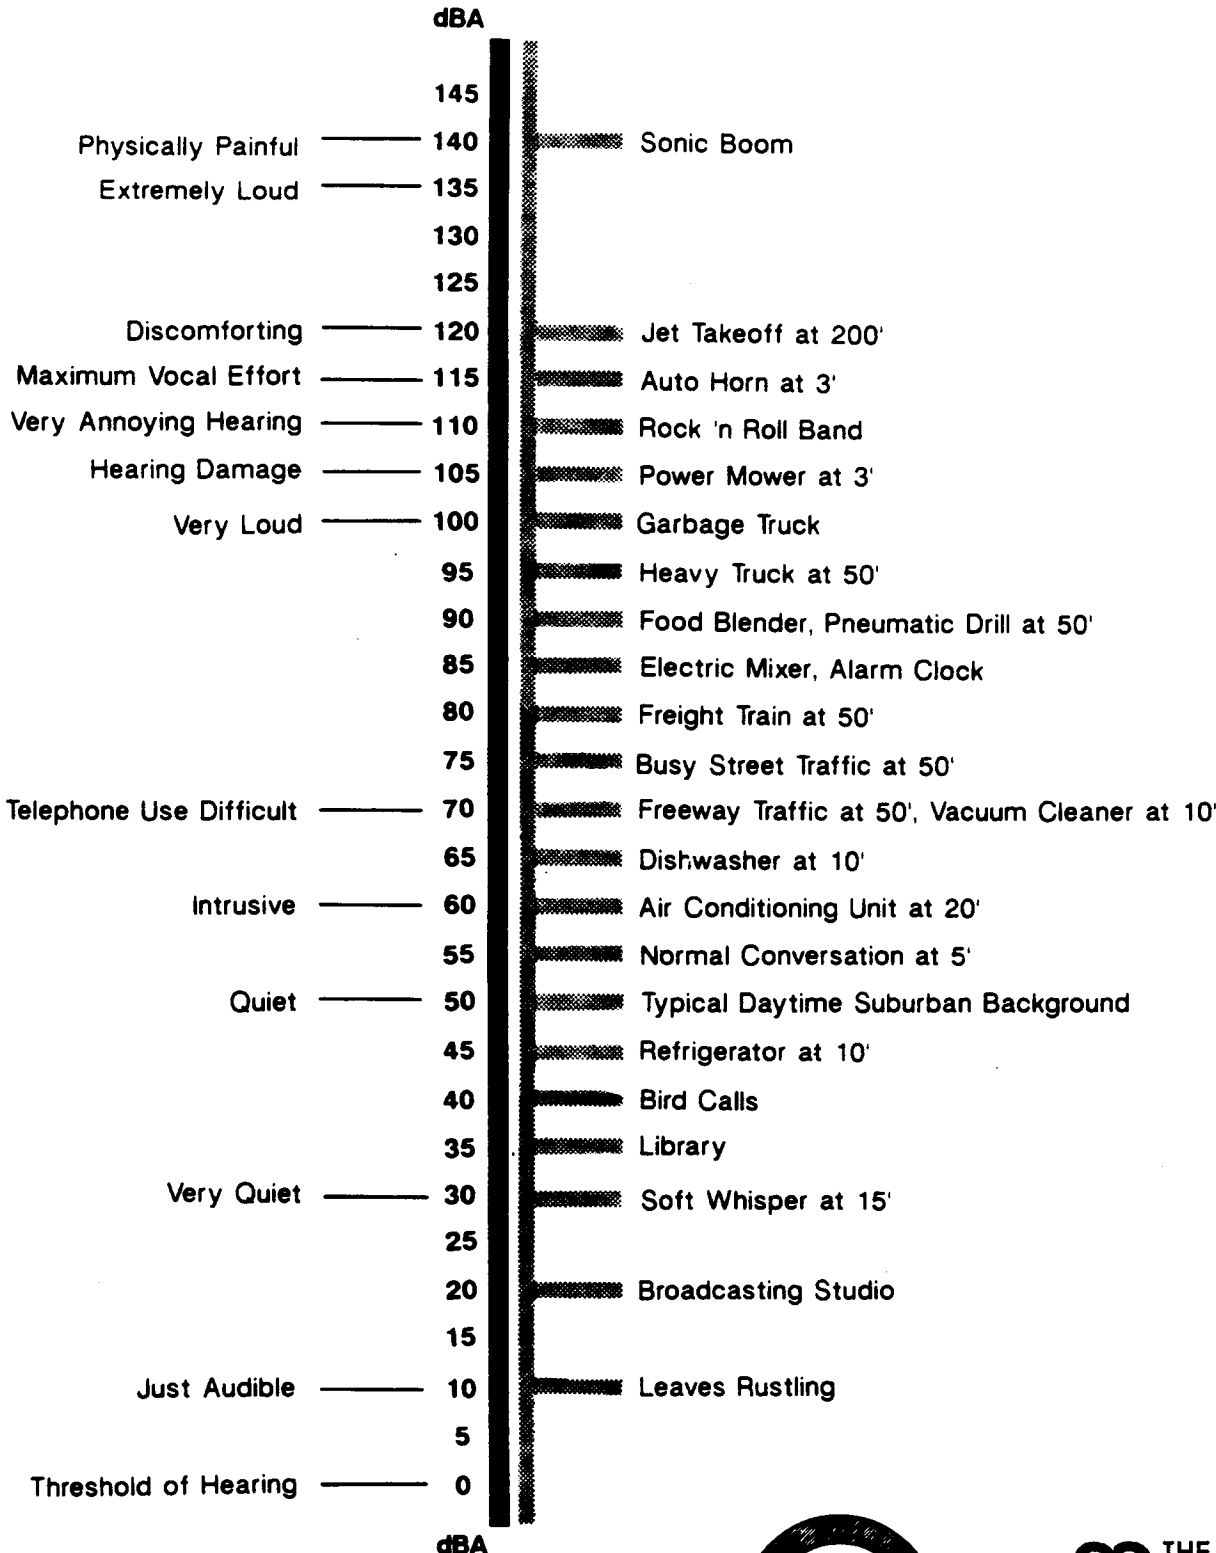 dBA
145
Physically Painful 140 Sonic Boom
Extremely Loud 135
130
125
Discomforting 120 Jet Takeoff at 200'
Maximum Vocal Effort 115 Auto Horn at 3'
Very Annoying Hearing 110 Rock 'n Roll Band
Hearing Damage 105 Power Mower at 3'
Very Loud 100 Garbage Truck
95 Heavy Truck at 50'
90 Food Blender, Pneumatic Drill at 50'
85 Electric Mixer, Alarm Clock
80 Freight Train at 50'
75 Busy Street Traffic at 50'
Telephone Use Difficult 70 Freeway Traffic at 50', Vacuum Cleaner at 10'
65 Dishwasher at 10'
Intrusive 60 Air Conditioning Unit at 20'
55 Normal Conversation at 5'
Quiet 50 Typical Daytime Suburban Background
45 Refrigerator at 10'
40 Bird Calls
35 Library
Very Quiet 30 Soft Whisper at 15'
25
20 Broadcasting Studio
15
Just Audible 10 Leaves Rustling
5
Threshold of Hearing 0
dBA
THE